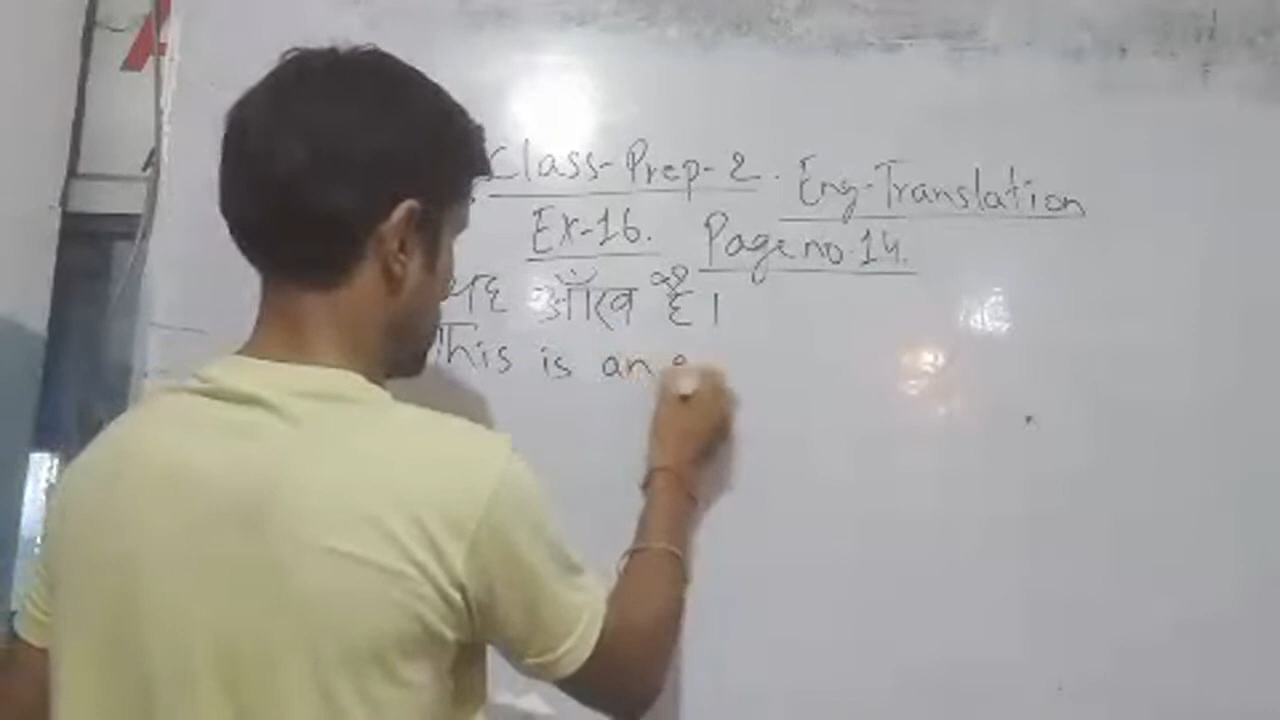 Class-Prep-2. Eng-Translation
Ex-16. Page no.14.
यह आँख है।
This is an e
A